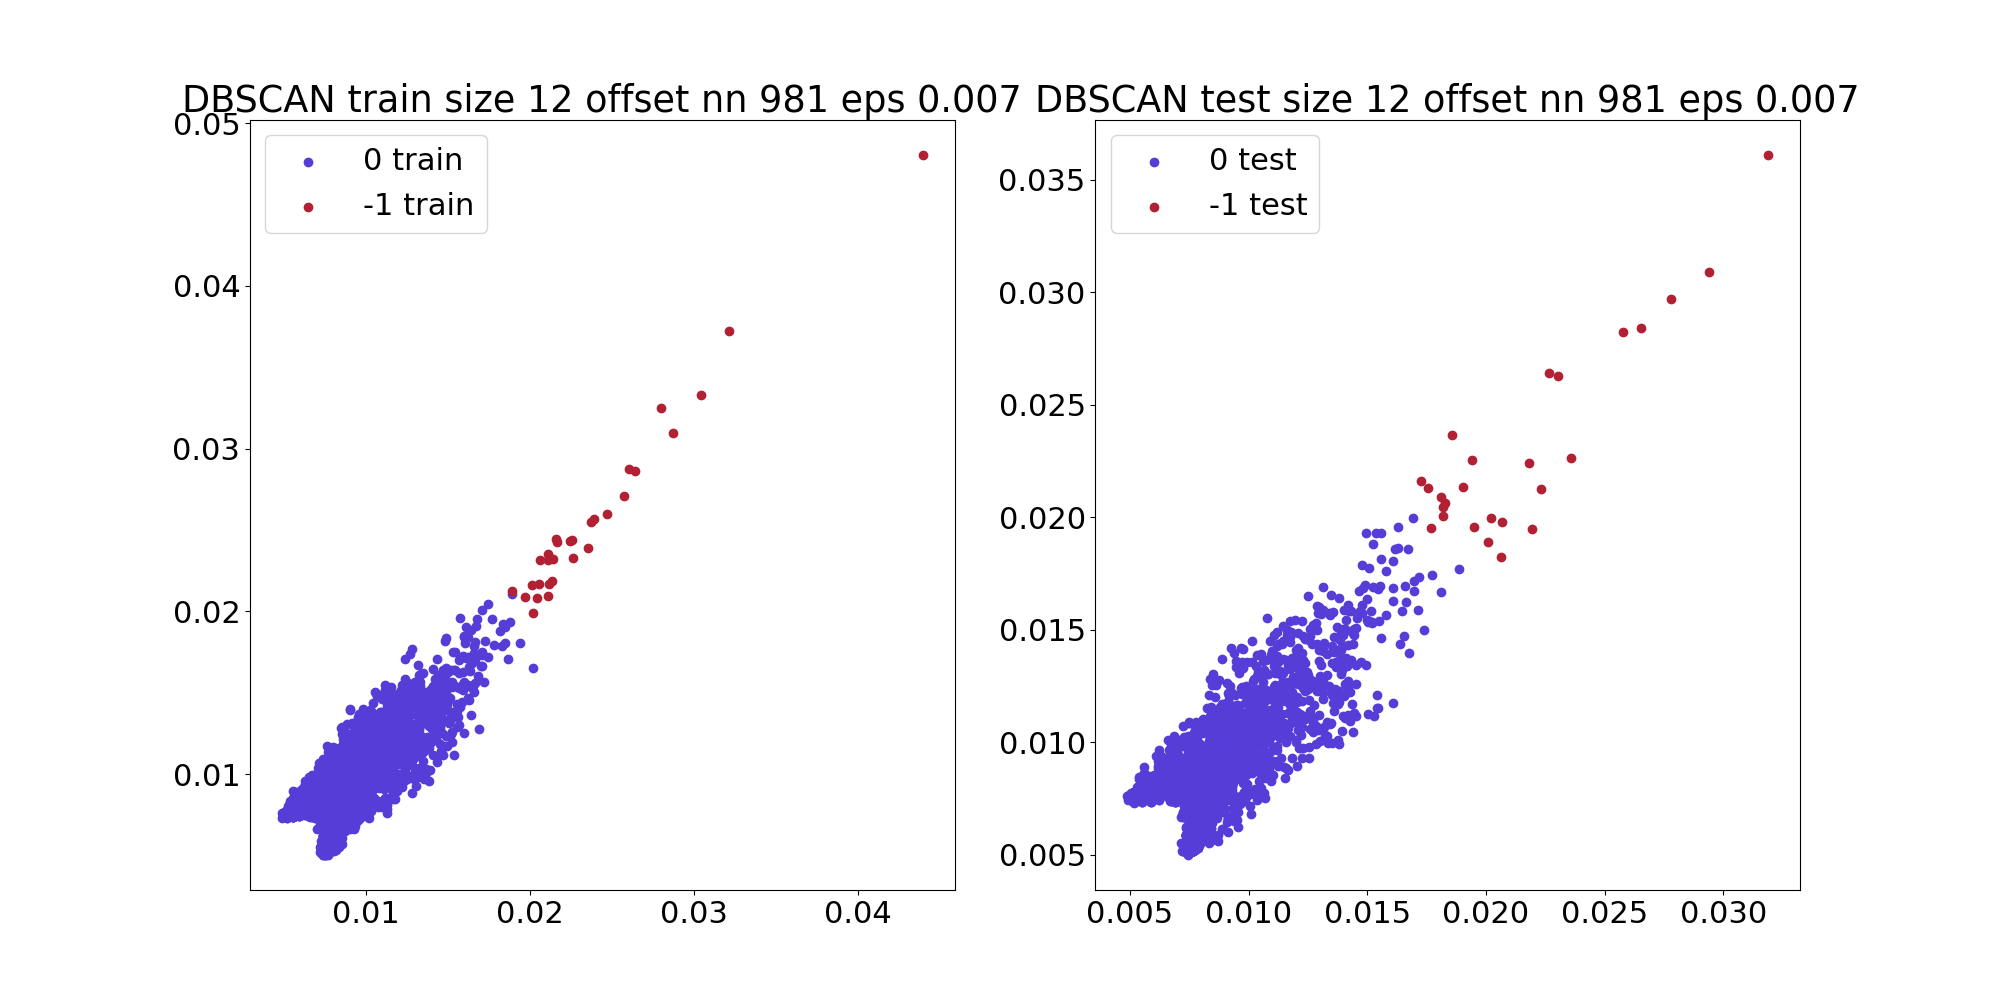 DBSCAN train size 12 offset nn 981 eps 0.007
0 train
-1 train
0.05
0.04
0.03
0.02
0.01
0.01 0.02 0.03 0.04
DBSCAN test size 12 offset nn 981 eps 0.007
0 test
-1 test
0.035
0.030
0.025
0.020
0.015
0.010
0.005
0.005 0.010 0.015 0.020 0.025 0.030